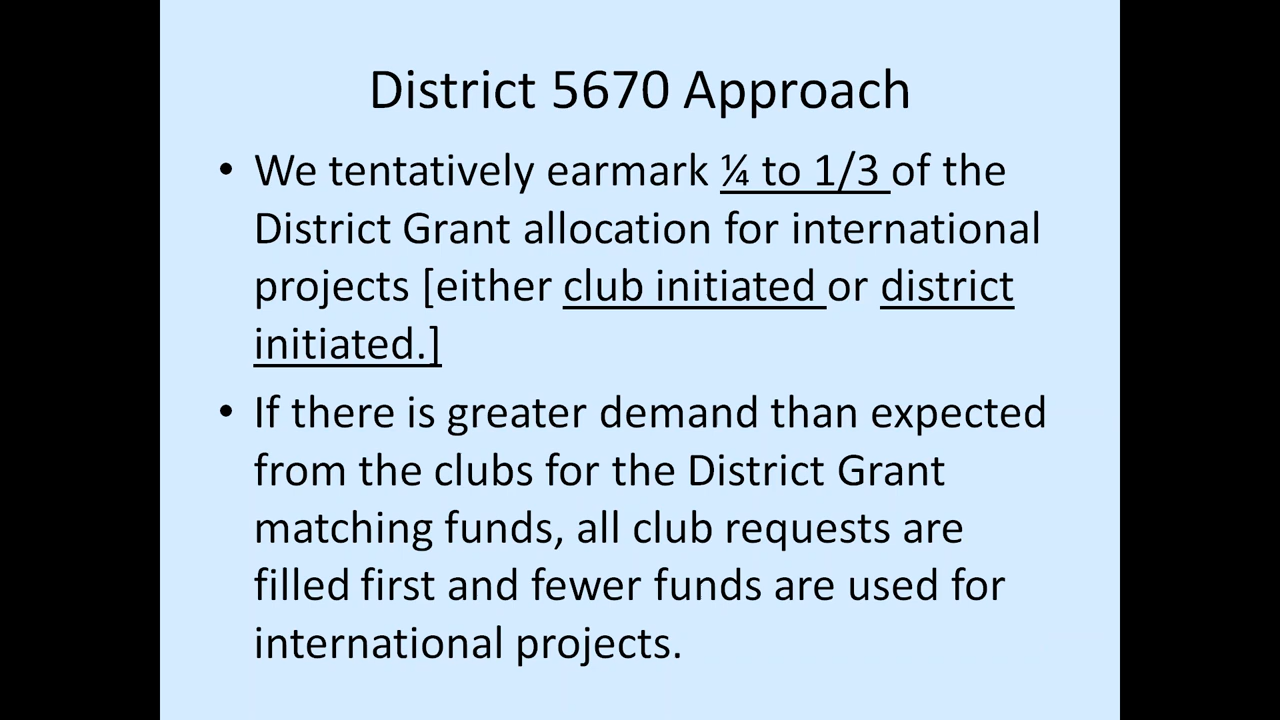 District 5670 Approach
• We tentatively earmark ¼ to 1/3 of the
District Grant allocation for international
projects [either club initiated or district
initiated.]
• If there is greater demand than expected
from the clubs for the District Grant
matching funds, all club requests are
filled first and fewer funds are used for
international projects.